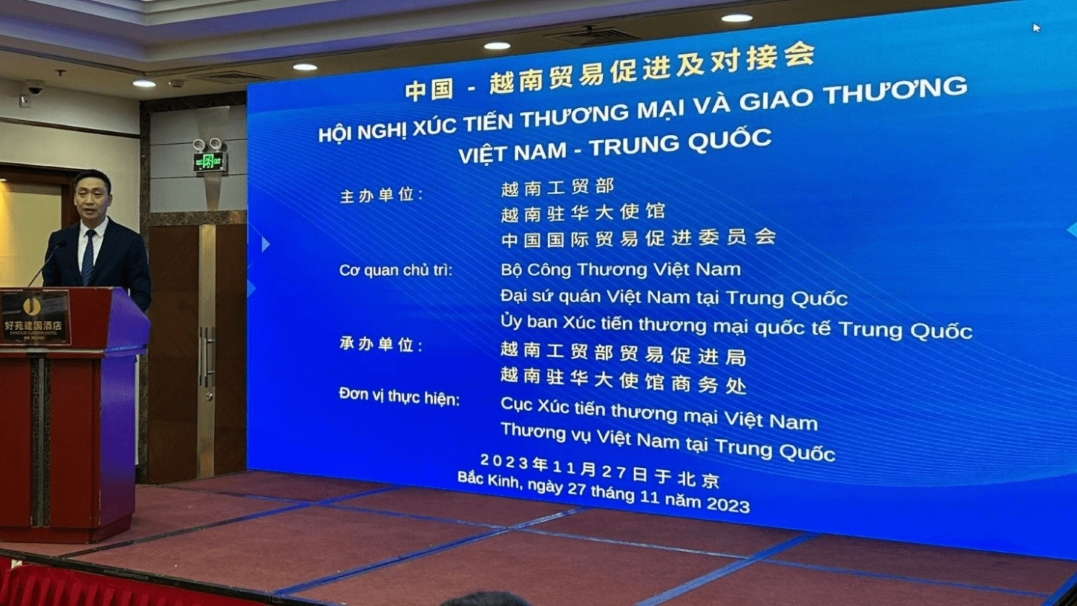 中国 - 越南贸易促进及对接会
HỘI NGHỊ XÚC TIẾN THƯƠNG MẠI VÀ GIAO THƯƠNG
VIỆT NAM - TRUNG QUỐC
主办单位: 越南工贸部
越南驻华大使馆
中国国际贸易促进委员会
Cơ quan chủ trì: Bộ Công Thương Việt Nam
Đại sứ quán Việt Nam tại Trung Quốc
Ủy ban Xúc tiến thương mại quốc tế Trung Quốc
承办单位: 越南工贸部贸易促进局
越南驻华大使馆商务处
Đơn vị thực hiện: Cục Xúc tiến thương mại Việt Nam
Thương vụ Việt Nam tại Trung Quốc
2023年11月27日于北京
Bắc Kinh, ngày 27 tháng 11 năm 2023
好苑建国酒店